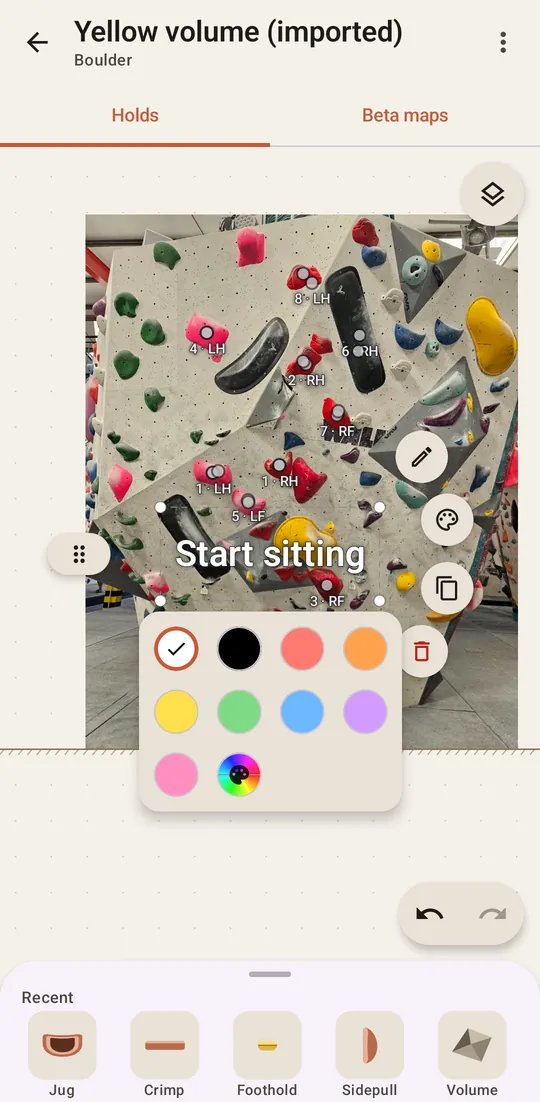 Yellow volume (imported)
Boulder
Holds
Beta maps
8 · LH
4 · LH
6 · RH
2 · RH
7 · RF
1 · LH
1 · RH
5 · LF
Start sitting
3 · RF
Recent
Jug
Crimp
Foothold
Sidepull
Volume